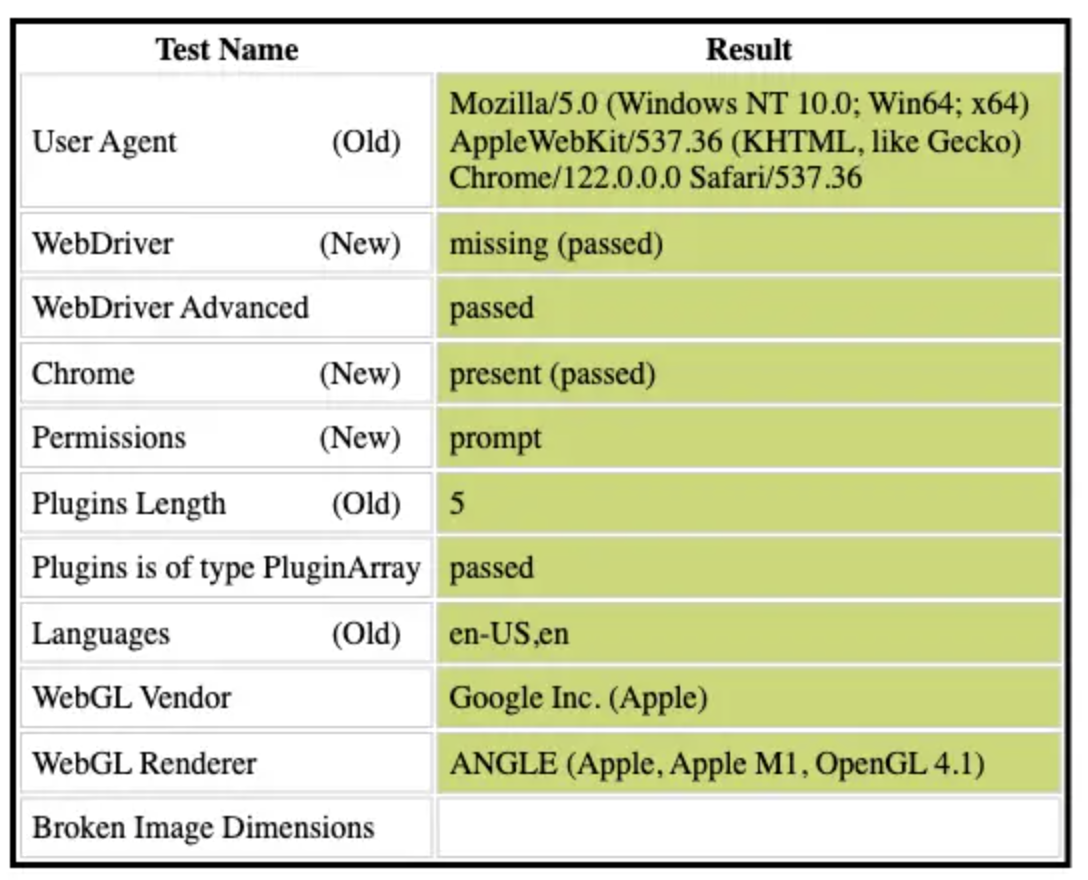 Test Name Result
User Agent (Old) Mozilla/5.0 (Windows NT 10.0; Win64; x64)
AppleWebKit/537.36 (KHTML, like Gecko)
Chrome/122.0.0.0 Safari/537.36
WebDriver (New) missing (passed)
WebDriver Advanced passed
Chrome (New) present (passed)
Permissions (New) prompt
Plugins Length (Old) 5
Plugins is of type PluginArray passed
Languages (Old) en-US,en
WebGL Vendor Google Inc. (Apple)
WebGL Renderer ANGLE (Apple, Apple M1, OpenGL 4.1)
Broken Image Dimensions